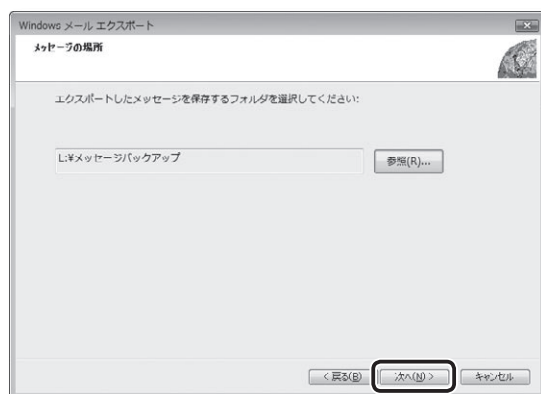 Windows メール エクスポート
メッセージの場所
エクスポートしたメッセージを保存するフォルダを選択してください:
L:¥メッセージバックアップ
参照(R)...
< 戻る(B)
次へ(N) >
キャンセル